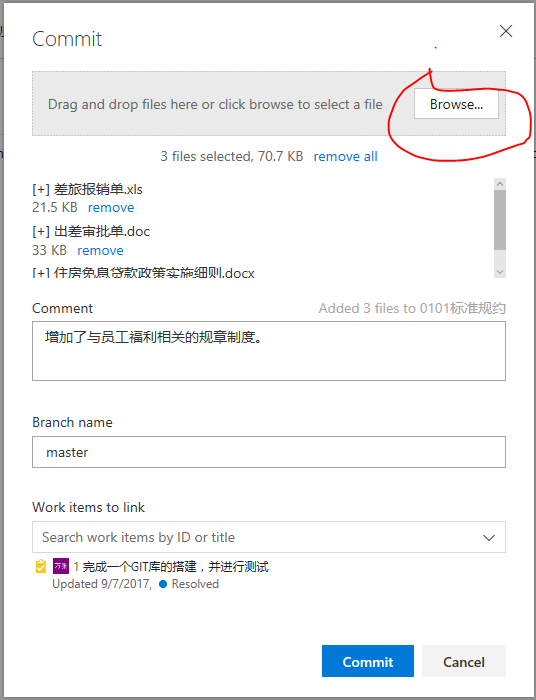 Commit
Drag and drop files here or click browse to select a file
Browse...
3 files selected, 70.7 KB remove all
[+] 差旅报销单.xls
21.5 KB remove
[+] 出差审批单.doc
33 KB remove
[+] 住房免息贷款政策实施细则.docx
Comment
Added 3 files to 0101标准规约
增加了与员工福利相关的规章制度。
Branch name
master
Work items to link
Search work items by ID or title
万张 1 完成一个GIT库的搭建，并进行测试
Updated 9/7/2017, Resolved
Commit Cancel